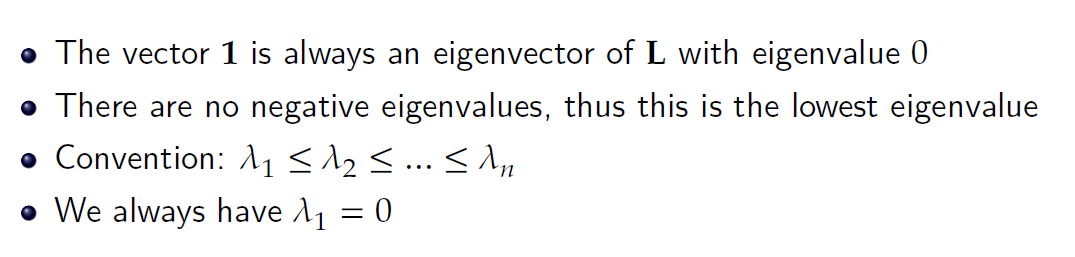 • The vector 1 is always an eigenvector of L with eigenvalue 0
• There are no negative eigenvalues, thus this is the lowest eigenvalue
• Convention: λ₁ ≤ λ₂ ≤ ... ≤ λₙ
• We always have λ₁ = 0